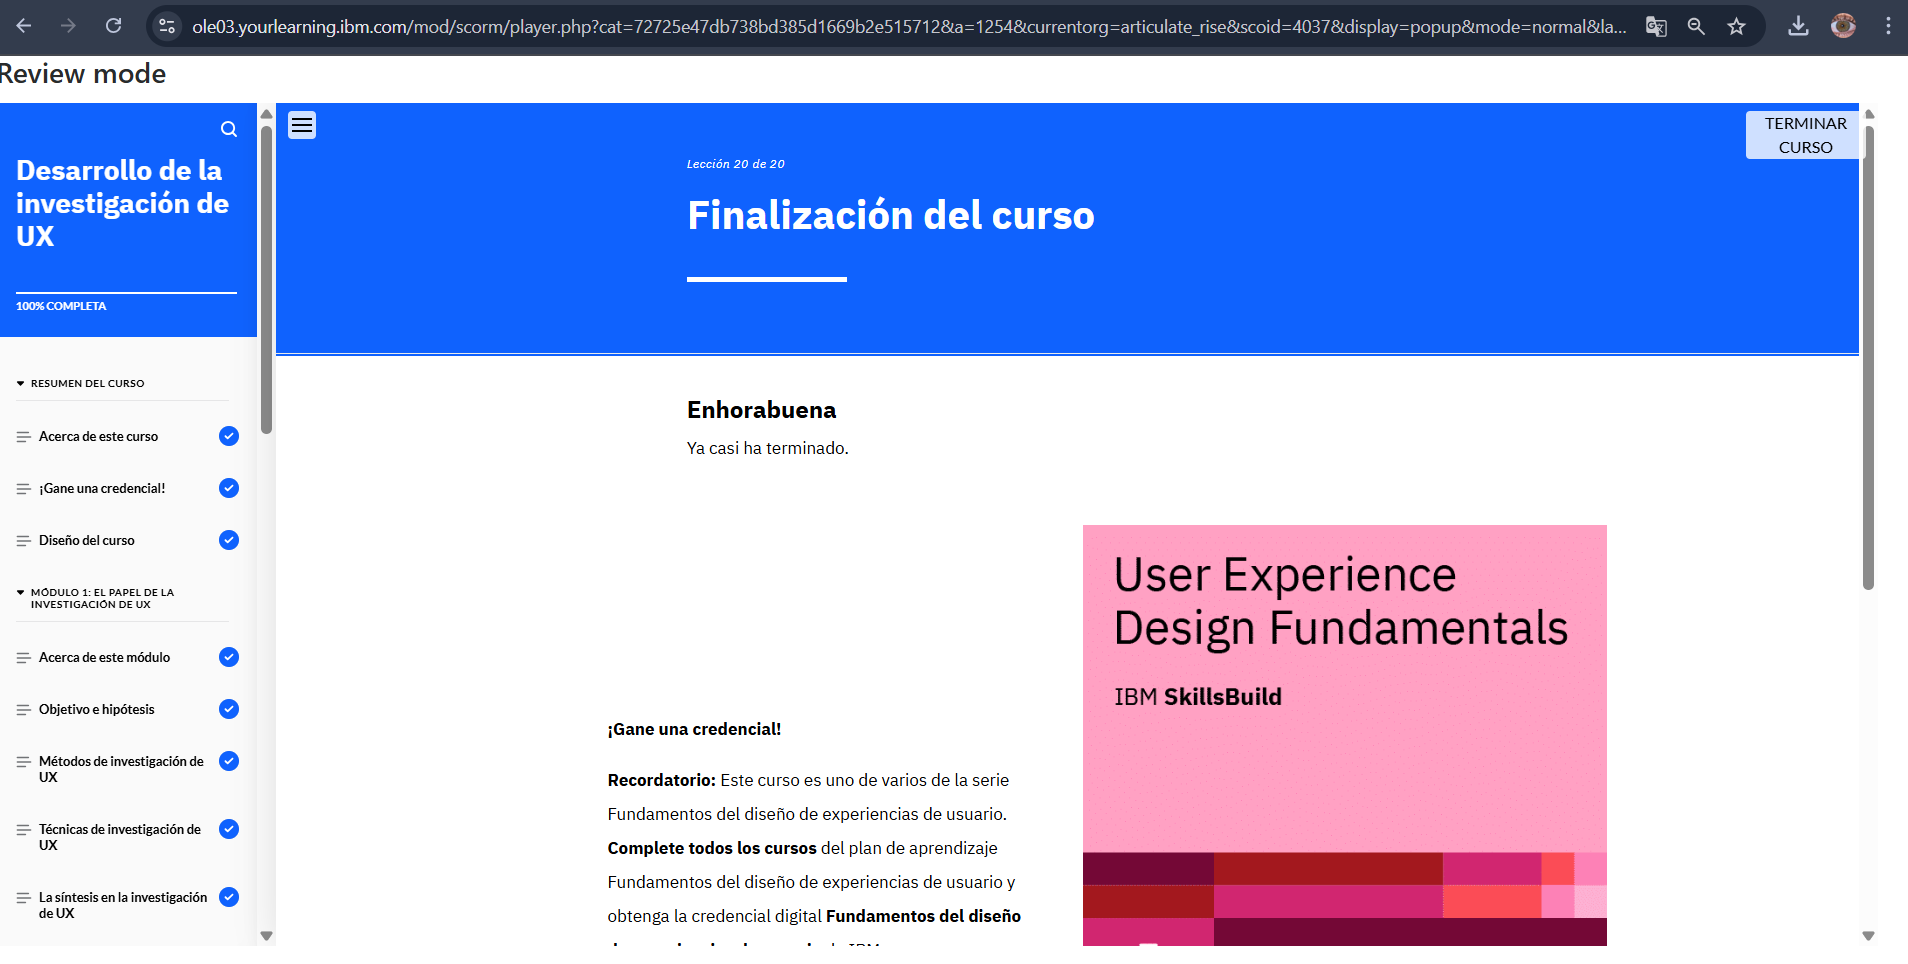 ole03.yourlearning.ibm.com/mod/scorm/player.php?cat=72725e47db738bd385d1669b2e515712&a=1254&currentorg=articulate_rise&scoid=4037&display=popup&mode=normal&la...
Review mode
Desarrollo de la
investigación de
UX
100% COMPLETA
RESUMEN DEL CURSO
Acerca de este curso
¡Gane una credencial!
Diseño del curso
MÓDULO 1: EL PAPEL DE LA
INVESTIGACIÓN DE UX
Acerca de este módulo
Objetivo e hipótesis
Métodos de investigación de
UX
Técnicas de investigación de
UX
La síntesis en la investigación
de UX
TERMINAR
CURSO
Lección 20 de 20
Finalización del curso
Enhorabuena
Ya casi ha terminado.
¡Gane una credencial!
Recordatorio: Este curso es uno de varios de la serie
Fundamentos del diseño de experiencias de usuario.
Complete todos los cursos del plan de aprendizaje
Fundamentos del diseño de experiencias de usuario y
obtenga la credencial digital Fundamentos del diseño
User Experience
Design Fundamentals
IBM SkillsBuild